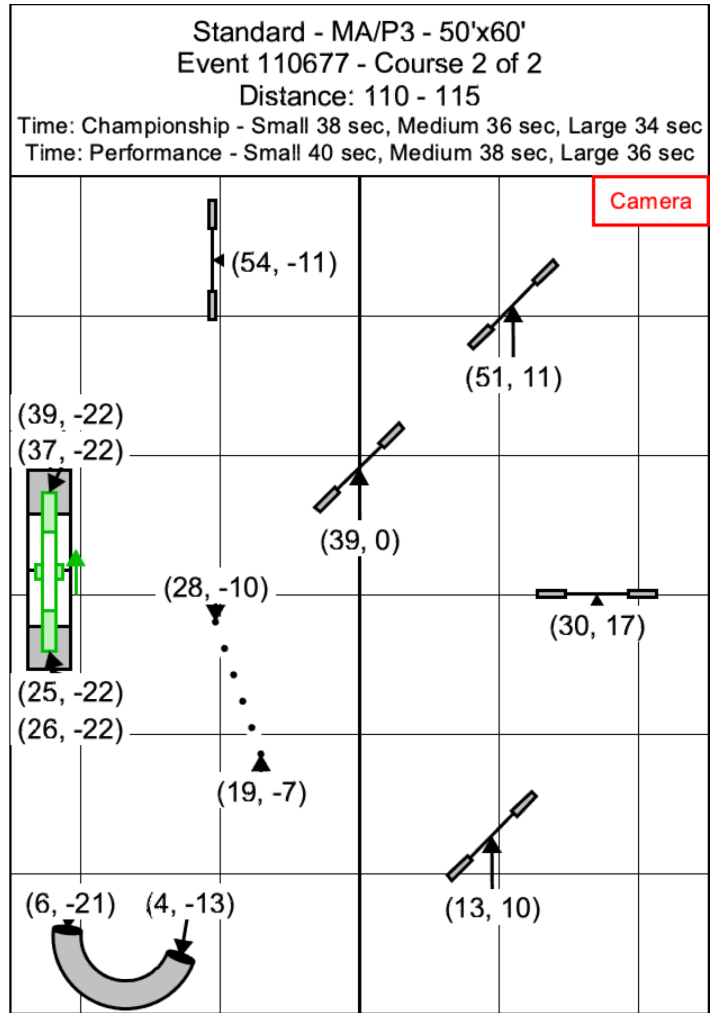 Standard - MA/P3 - 50'x60'
Event 110677 - Course 2 of 2
Distance: 110 - 115
Time: Championship - Small 38 sec, Medium 36 sec, Large 34 sec
Time: Performance - Small 40 sec, Medium 38 sec, Large 36 sec
Camera
(54, -11)
(51, 11)
(39, -22)
(37, -22)
(39, 0)
(28, -10)
(30, 17)
(25, -22)
(26, -22)
(19, -7)
(6, -21)
(4, -13)
(13, 10)